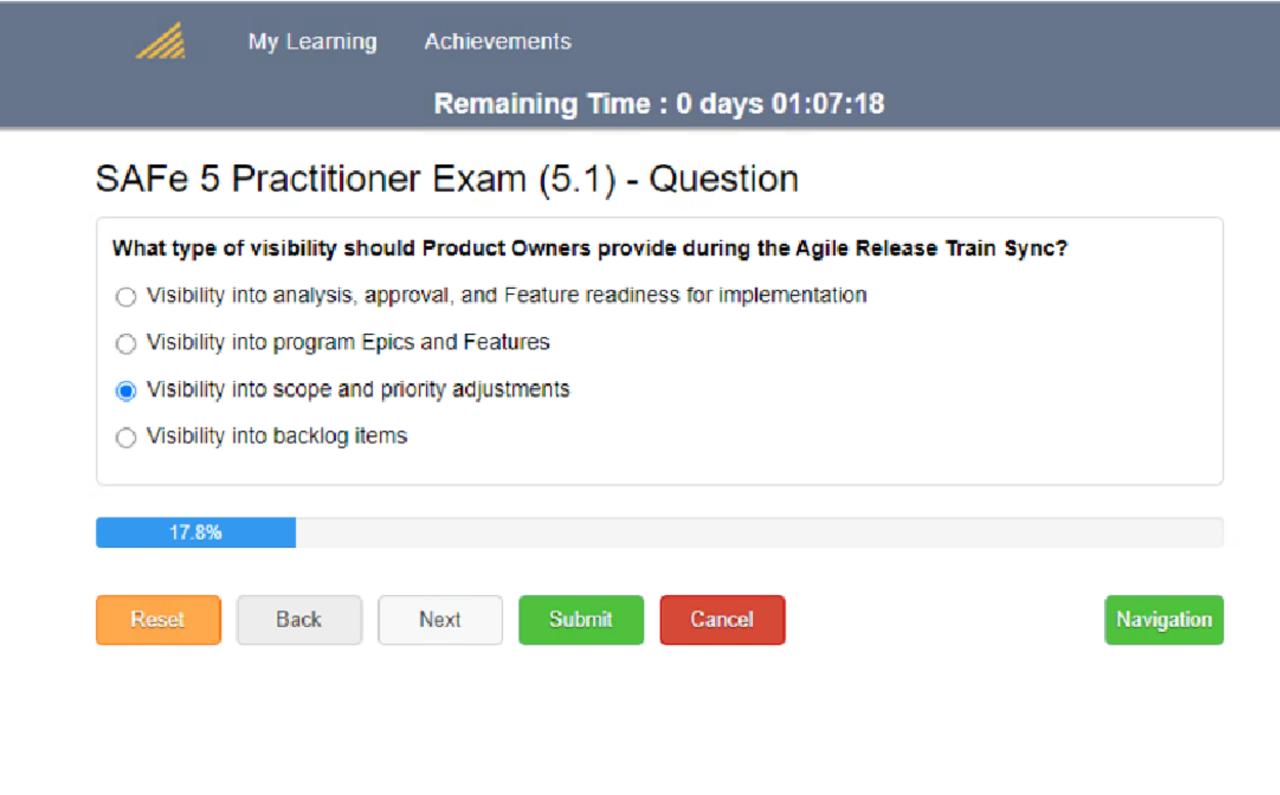 My Learning Achievements
Remaining Time : 0 days 01:07:18
SAFe 5 Practitioner Exam (5.1) - Question
What type of visibility should Product Owners provide during the Agile Release Train Sync?
Visibility into analysis, approval, and Feature readiness for implementation
Visibility into program Epics and Features
Visibility into scope and priority adjustments
Visibility into backlog items
17.8%
Reset Back Next Submit Cancel Navigation